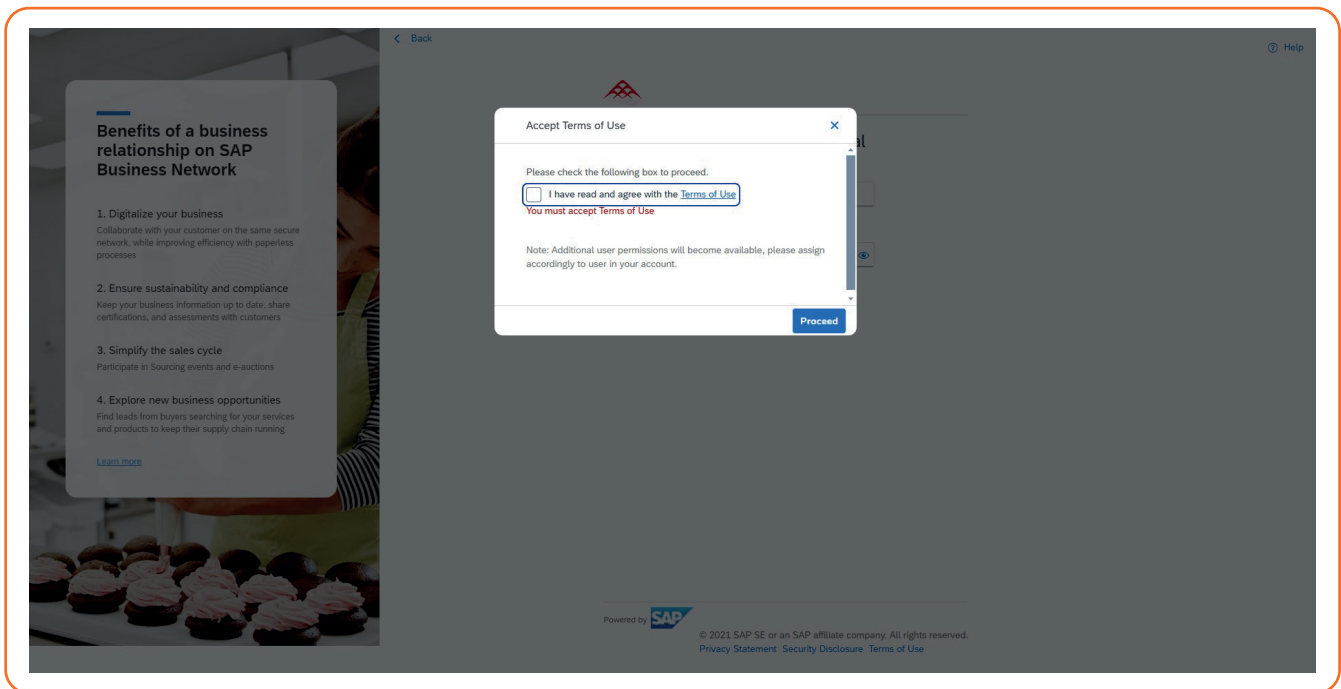 Back
Help
Benefits of a business
relationship on SAP
Business Network
1. Digitalize your business
Collaborate with your customer on the same secure
network, while improving efficiency with paperless
processes
2. Ensure sustainability and compliance
Keep your business information up to date, share
certifications, and assessments with customers
3. Simplify the sales cycle
Participate in Sourcing events and e-auctions
4. Explore new business opportunities
Find leads from buyers searching for your services
and products to keep their supply chain running
Learn more
Accept Terms of Use
al
Please check the following box to proceed.
I have read and agree with the Terms of Use
You must accept Terms of Use
Note: Additional user permissions will become available, please assign
accordingly to user in your account.
Proceed
Powered by SAP
© 2021 SAP SE or an SAP affiliate company. All rights reserved.
Privacy Statement Security Disclosure Terms of Use